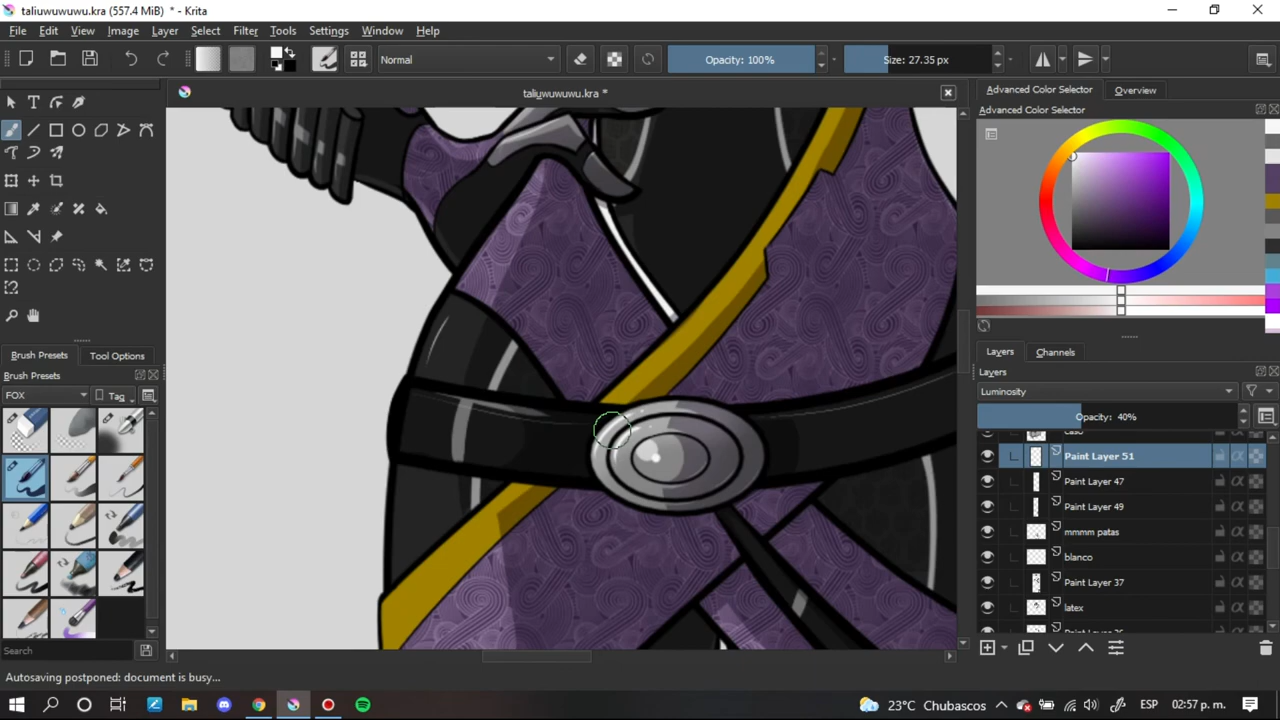 taliuwuwuwu.kra (557.4 MiB) * - Krita
File Edit View Image Layer Select Filter Tools Settings Window Help
Normal
Opacity: 100%
Size: 27.35 px
taliuwuwuwu.kra *
Advanced Color Selector
Overview
Advanced Color Selector
Brush Presets
Tool Options
Brush Presets
FOX
Tag
Search
Layers
Channels
Layers
Luminosity
Opacity: 40%
Paint Layer 51
Paint Layer 47
Paint Layer 49
mmmm patas
blanco
Paint Layer 37
latex
Autosaving postponed: document is busy...
23°C Chubascos
ESP
02:57 p. m.